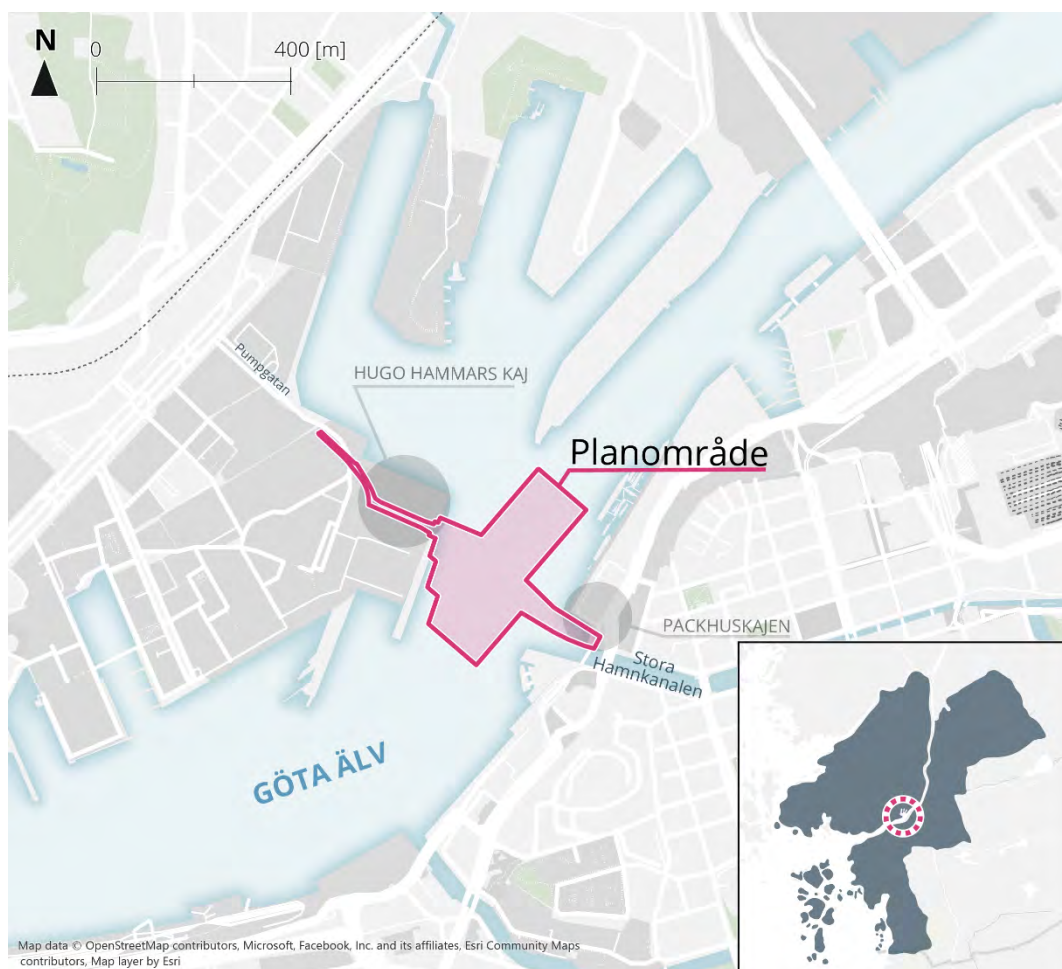 N
0 400 [m]
Pumpgatan
HUGO HAMMARS KAJ
Planområde
PACKHUSKAJEN
Stora
Hamnkanalen
GÖTA ÄLV
Map data © OpenStreetMap contributors, Microsoft, Facebook, Inc. and its affiliates, Esri Community Maps
contributors, Map layer by Esri